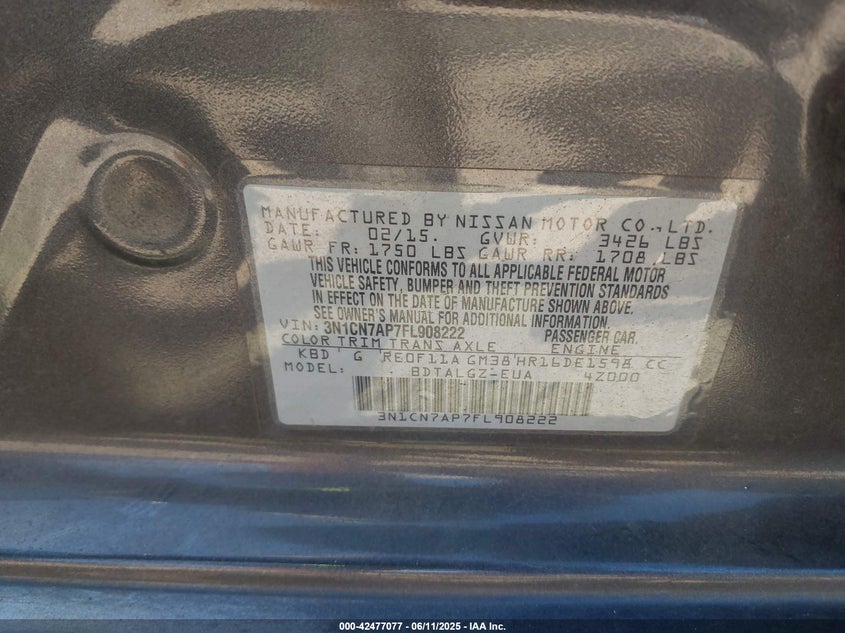 MANUFACTURED BY NISSAN MOTOR CO., LTD.
DATE: 02/15. GVWR: 3426 LBS
GAWR FR: 1750 LBS GAWR RR: 1708 LBS
THIS VEHICLE CONFORMS TO ALL APPLICABLE FEDERAL MOTOR
VEHICLE SAFETY, BUMPER AND THEFT PREVENTION STANDARDS
IN EFFECT ON THE DATE OF MANUFACTURE SHOWN ABOVE.
SEE OWNER'S MANUAL FOR ADDITIONAL INFORMATION.
VIN: 3N1CN7AP7FL908222 PASSENGER CAR.
COLOR TRIM TRANS AXLE ENGINE
KBD G RE0F11A GM38 HR16DE1598 CC
MODEL: BDTALGZ-EUA 42000
3N1CN7AP7FL908222
000-42477077 - 06/11/2025 - IAA Inc.